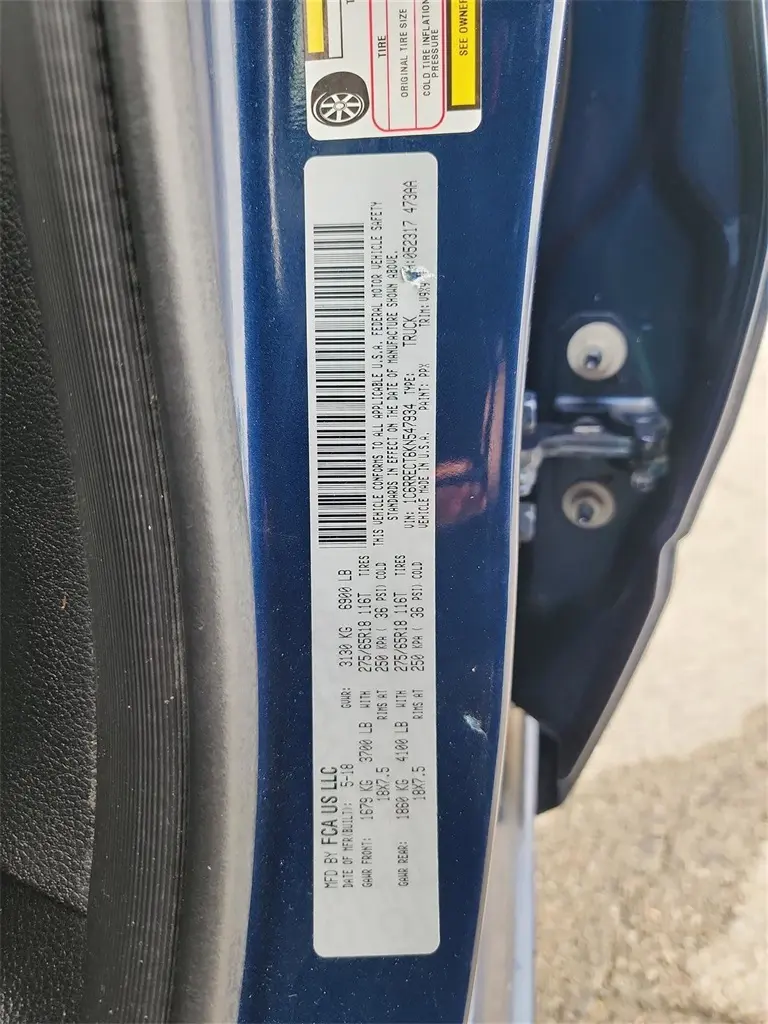 TIRE
ORIGINAL TIRE SIZE
COLD TIRE INFLATION
PRESSURE
SEE OWNER
MFD BY FCA US LLC
DATE OF MFR(BUILT): 5-18 GVWR: 3130 KG 6900 LB
GAWR FRONT: 1679 KG 3700 LB WITH 275/65R18 116T TIRES
18X7.5 RIMS AT 250 KPA ( 36 PSI) COLD
GAWR REAR: 1860 KG 4100 LB WITH 275/65R18 116T TIRES
18X7.5 RIMS AT 250 KPA ( 36 PSI) COLD
THIS VEHICLE CONFORMS TO ALL APPLICABLE U.S.A. FEDERAL MOTOR VEHICLE SAFETY
STANDARDS IN EFFECT ON THE DATE OF MANUFACTURE SHOWN ABOVE.
VIN: 1C6RRECT6KN547934 TYPE: TRUCK :052317 473AA
VEHICLE MADE IN U.S.A. PAINT: PPX TRIM: